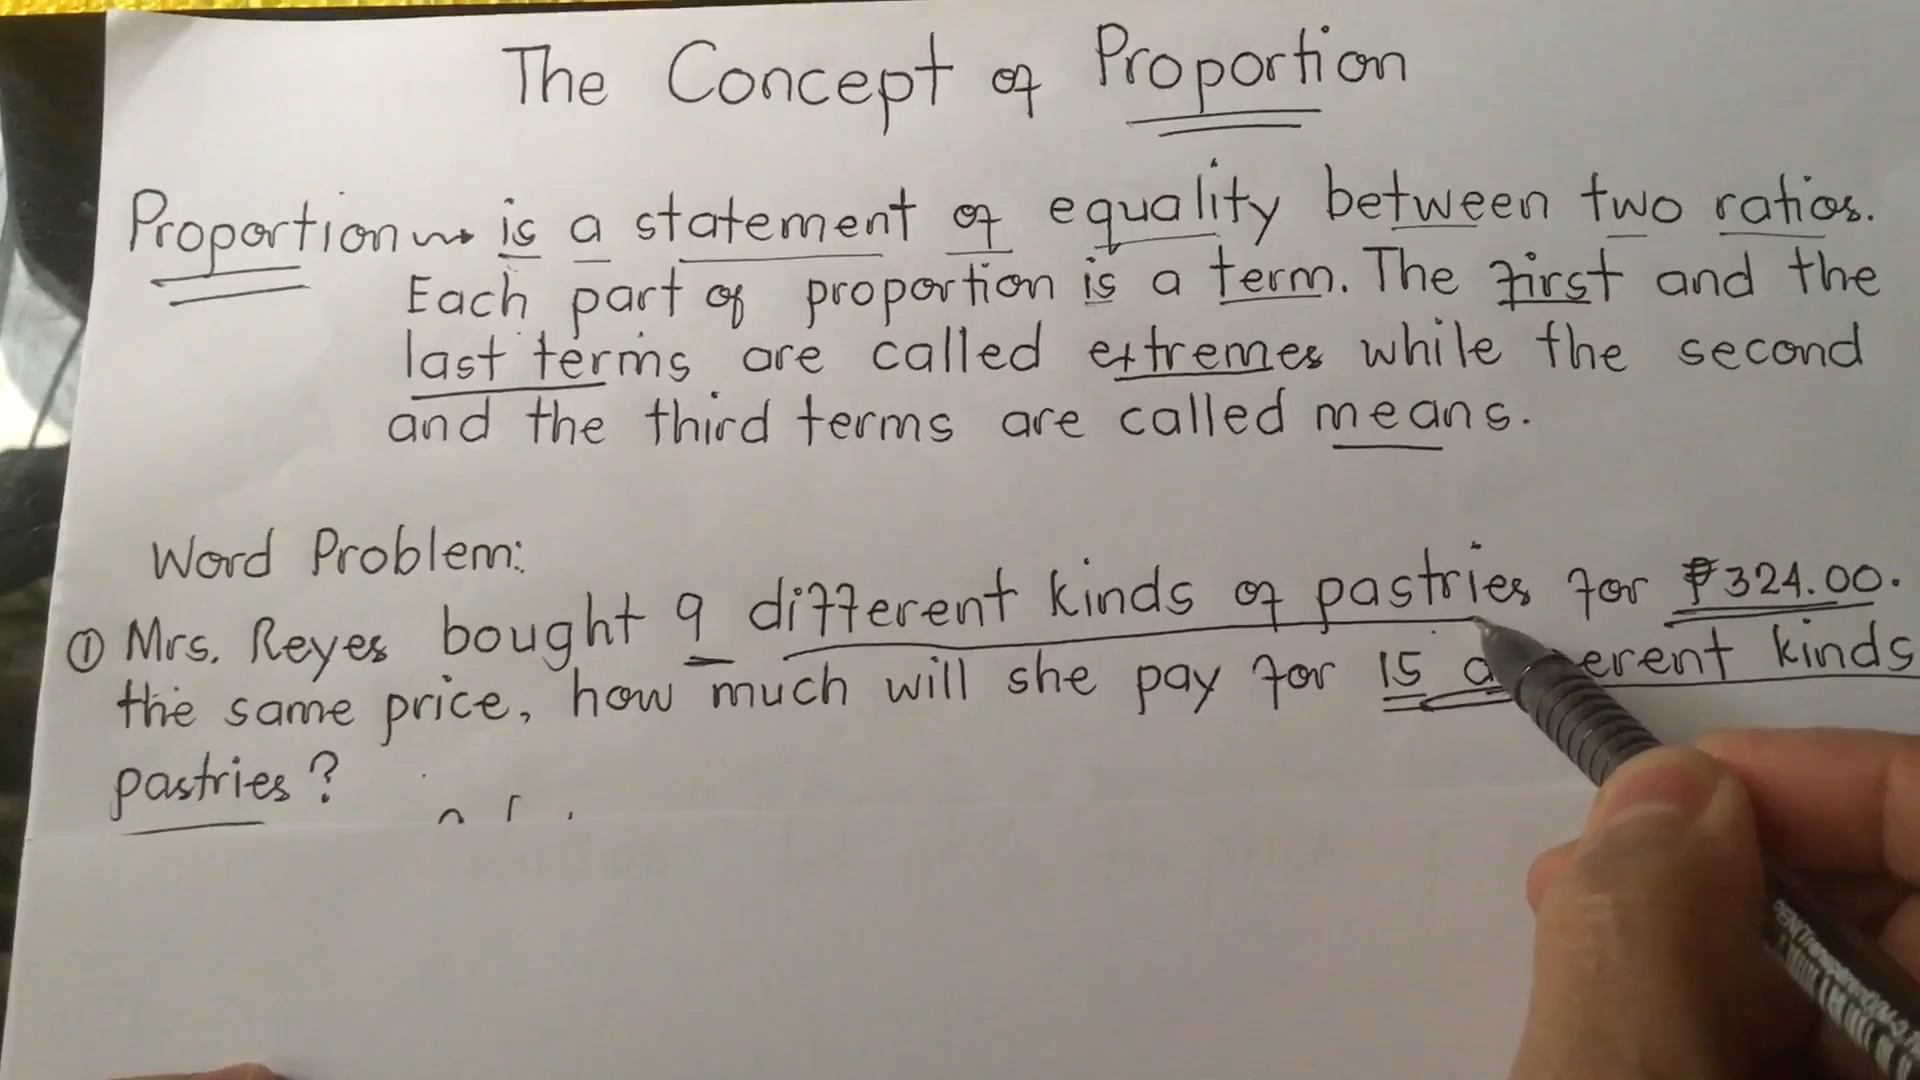 The Concept of Proportion
Proportion is a statement of equality between two ratios.
Each part of proportion is a term. The first and the
last terms are called extremes while the second
and the third terms are called means.
Word Problem:
① Mrs. Reyes bought 9 different kinds of pastries for ₱324.00.
the same price, how much will she pay for 15 kinds
pastries?